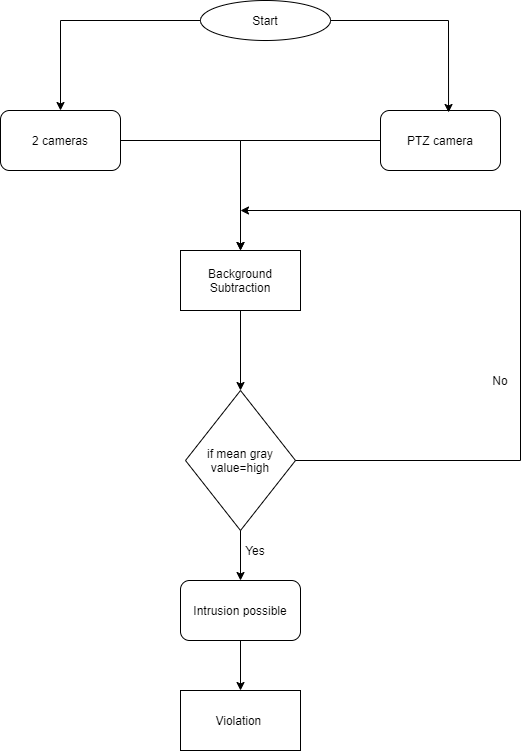 Start
2 cameras
PTZ camera
Background
Subtraction
No
if mean gray
value=high
Yes
Intrusion possible
Violation